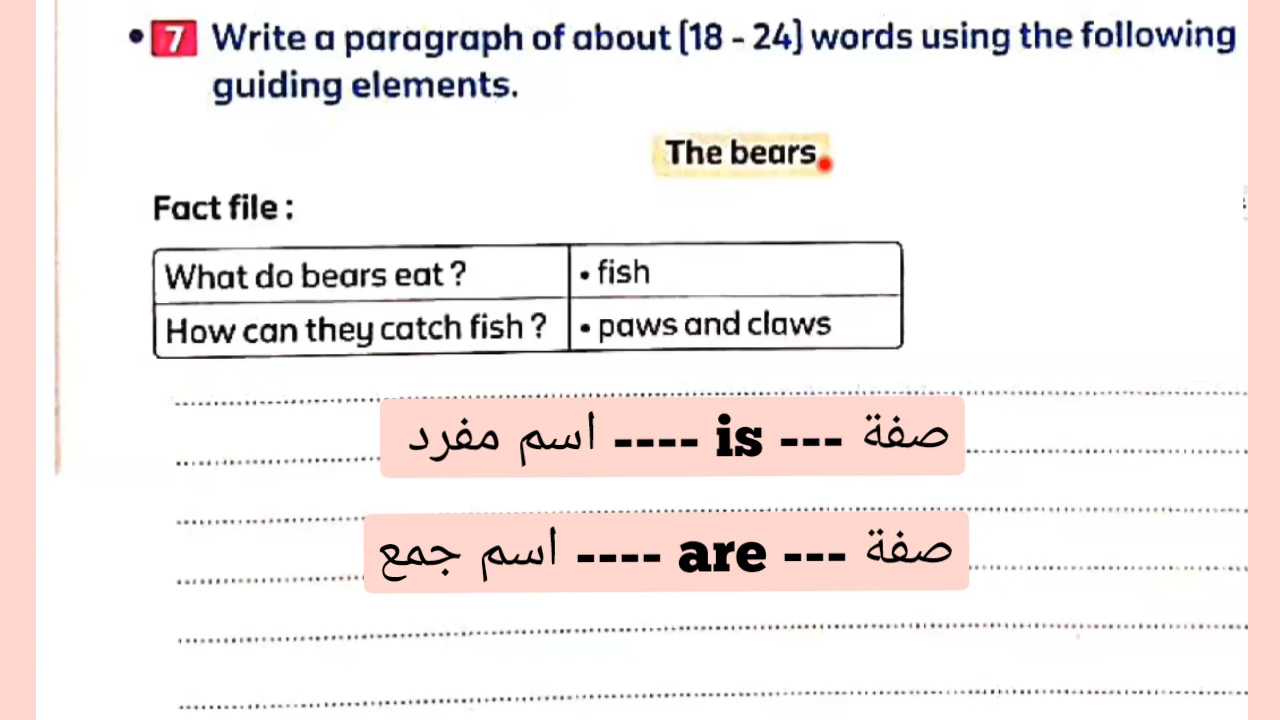 7 Write a paragraph of about (18 - 24) words using the following
guiding elements.
The bears.
Fact file :
What do bears eat ? • fish
How can they catch fish ? • paws and claws
اسم مفرد ---- is --- صفة
اسم جمع ---- are --- صفة